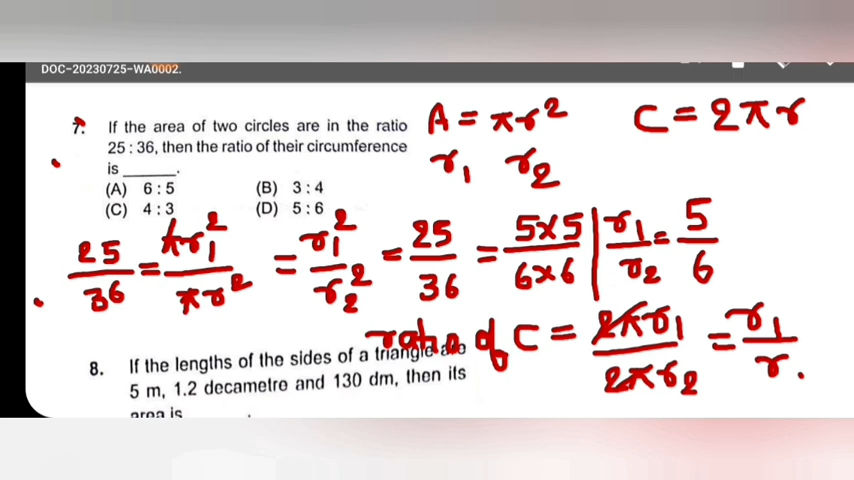 DOC-20230725-WA0002.
7. If the area of two circles are in the ratio
25 : 36, then the ratio of their circumference
is ______.
(A) 6 : 5 (B) 3 : 4
(C) 4 : 3 (D) 5 : 6
A = πr² C = 2πr
r₁ r₂
25/36 = πr₁²/πr² = r₁²/r₂² = 25/36 = 5×5/6×6 | r₁/r₂ = 5/6
ratio of C = 2πr₁/2πr₂ = r₁/r.
8. If the lengths of the sides of a triangle are
5 m, 1.2 decametre and 130 dm, then its
area is